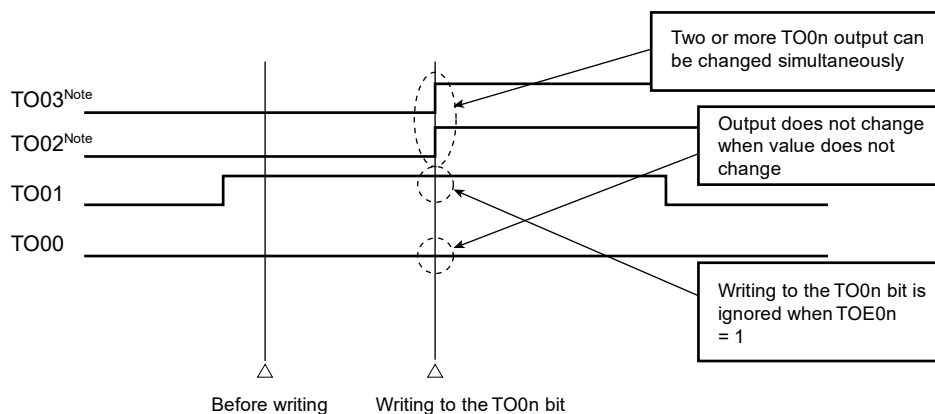 Two or more TO0n output can
be changed simultaneously
TO03Note
TO02Note
Output does not change
when value does not
change
TO01
TO00
Writing to the TO0n bit is
ignored when TOE0n
= 1
Before writing
Writing to the TO0n bit